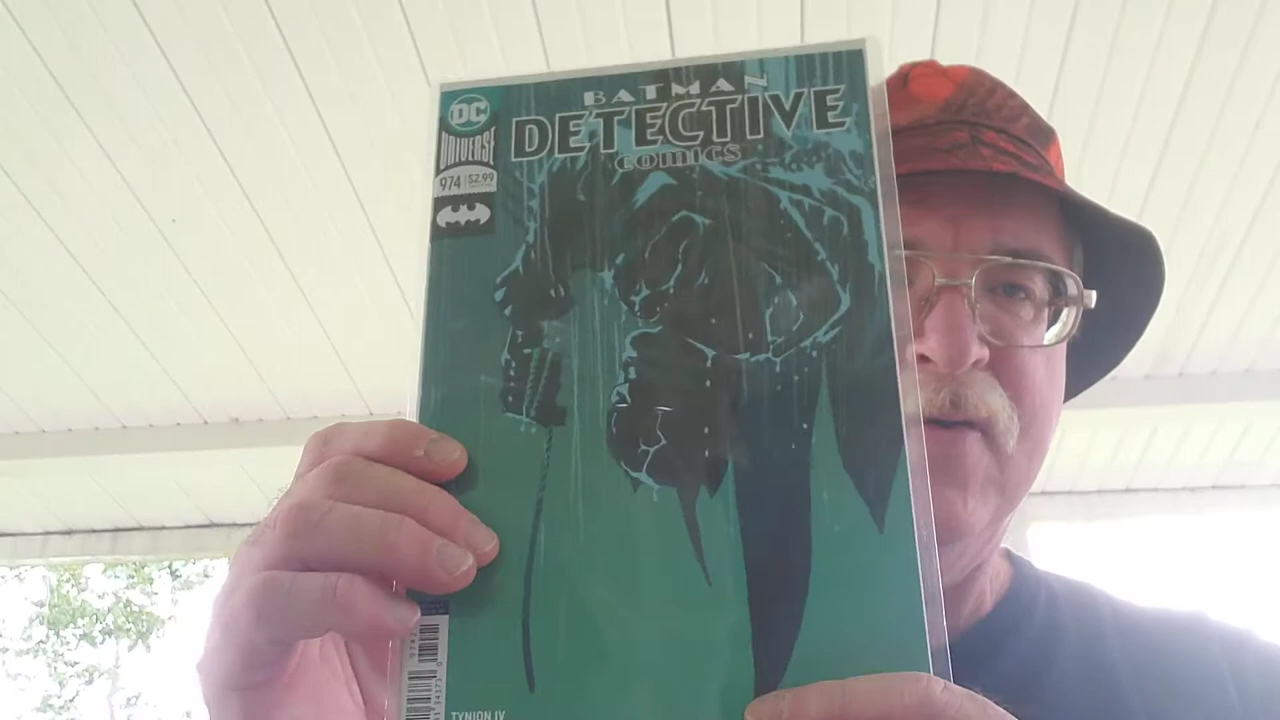 BATMAN
DETECTIVE
COMICS
DC
UNIVERSE
974 $2.99
TYNION IV